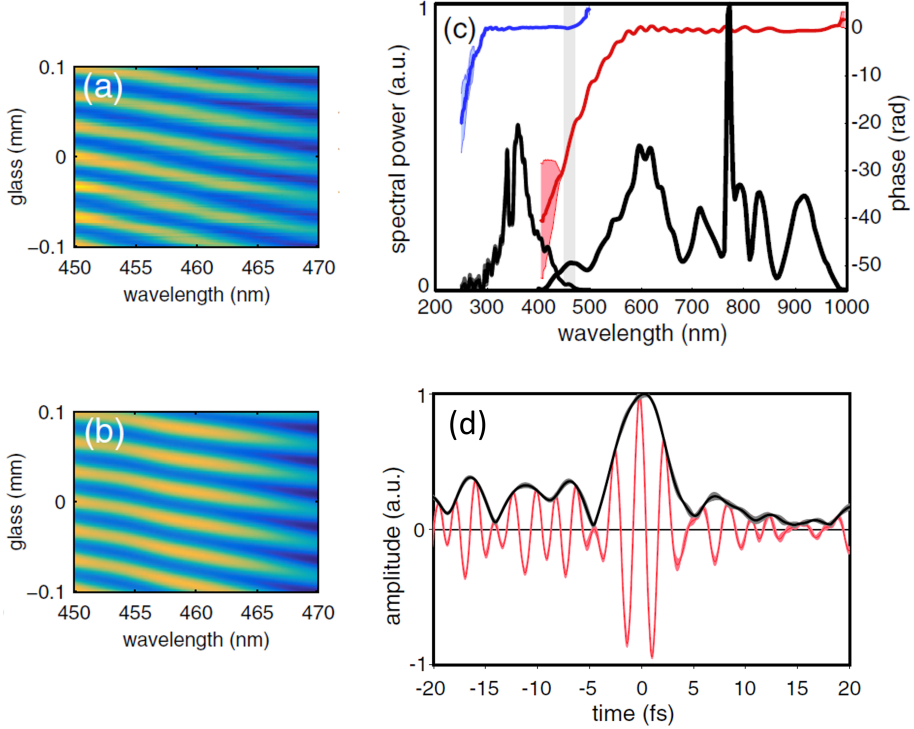 (a)
glass (mm)
0.1
0
−0.1
450 455 460 465 470
wavelength (nm)
(c)
spectral power (a.u.)
1
0
phase (rad)
0
-10
-20
-30
-40
-50
200 300 400 500 600 700 800 900 1000
wavelength (nm)
(b)
glass (mm)
0.1
0
−0.1
450 455 460 465 470
wavelength (nm)
(d)
amplitude (a.u.)
1
0
-1
-20 -15 -10 -5 0 5 10 15 20
time (fs)